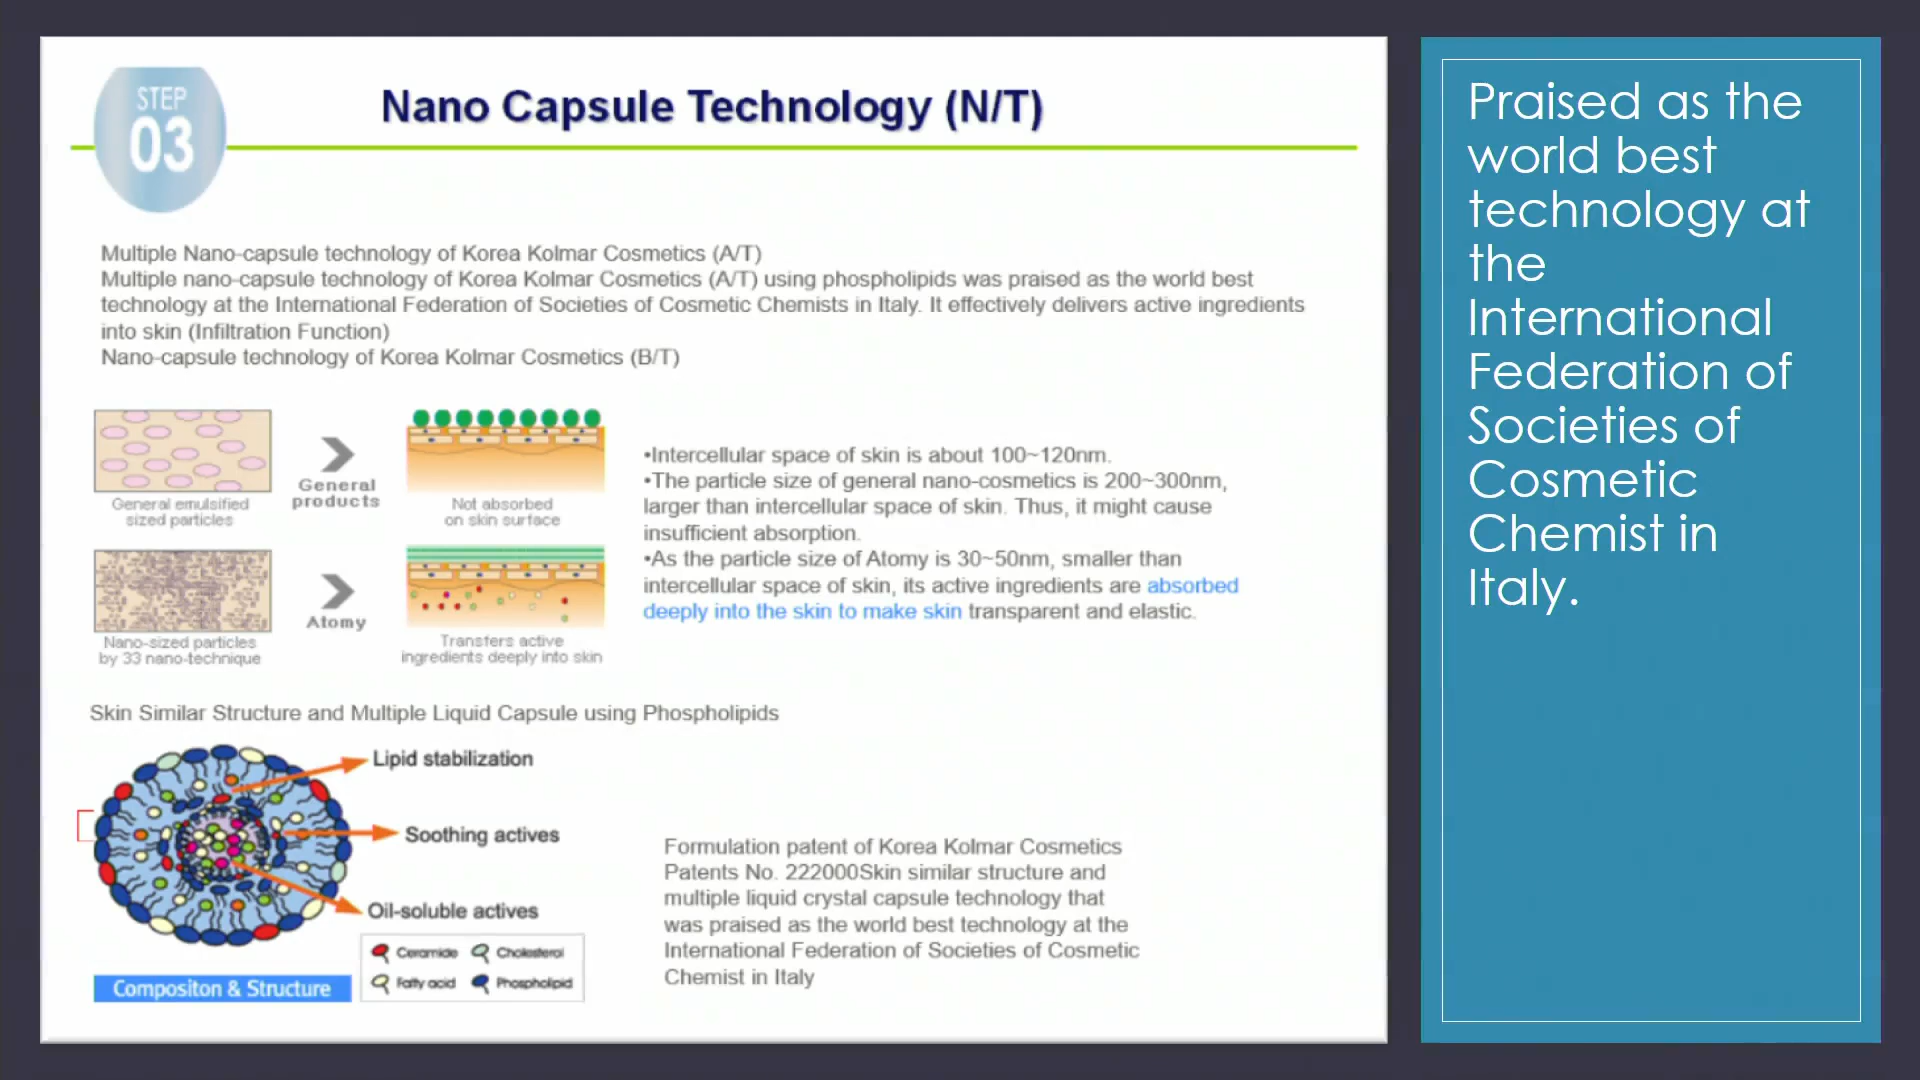 STEP
03
Nano Capsule Technology (N/T)
Multiple Nano-capsule technology of Korea Kolmar Cosmetics (A/T)
Multiple nano-capsule technology of Korea Kolmar Cosmetics (A/T) using phospholipids was praised as the world best
technology at the International Federation of Societies of Cosmetic Chemists in Italy. It effectively delivers active ingredients
into skin (Infiltration Function)
Nano-capsule technology of Korea Kolmar Cosmetics (B/T)
General emulsified
sized particles
General
products
Not absorbed
on skin surface
Nano-sized particles
by 33 nano-technique
Atomy
Transfers active
ingredients deeply into skin
•Intercellular space of skin is about 100~120nm.
•The particle size of general nano-cosmetics is 200~300nm,
larger than intercellular space of skin. Thus, it might cause
insufficient absorption.
•As the particle size of Atomy is 30~50nm, smaller than
intercellular space of skin, its active ingredients are absorbed
deeply into the skin to make skin transparent and elastic.
Skin Similar Structure and Multiple Liquid Capsule using Phospholipids
Lipid stabilization
Soothing actives
Oil-soluble actives
Ceramide Cholesterol
Fatty acid Phospholipid
Compositon & Structure
Formulation patent of Korea Kolmar Cosmetics
Patents No. 222000Skin similar structure and
multiple liquid crystal capsule technology that
was praised as the world best technology at the
International Federation of Societies of Cosmetic
Chemist in Italy
Praised as the
world best
technology at
the
International
Federation of
Societies of
Cosmetic
Chemist in
Italy.